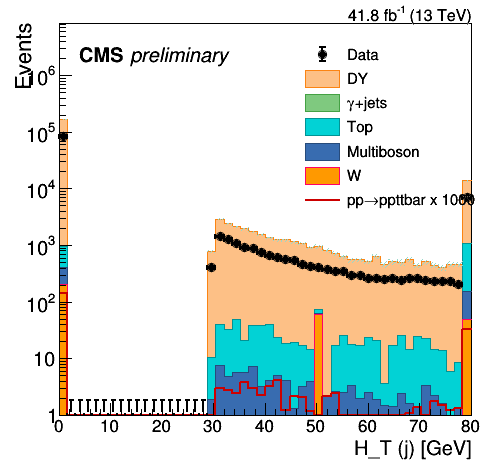 41.8 fb⁻¹ (13 TeV)
Events
CMS preliminary
Data
DY
γ+jets
Top
Multiboson
W
pp→ppttbar x 1000
10⁶
10⁵
10⁴
10³
10²
10
1
0 10 20 30 40 50 60 70 80
H_T (j) [GeV]